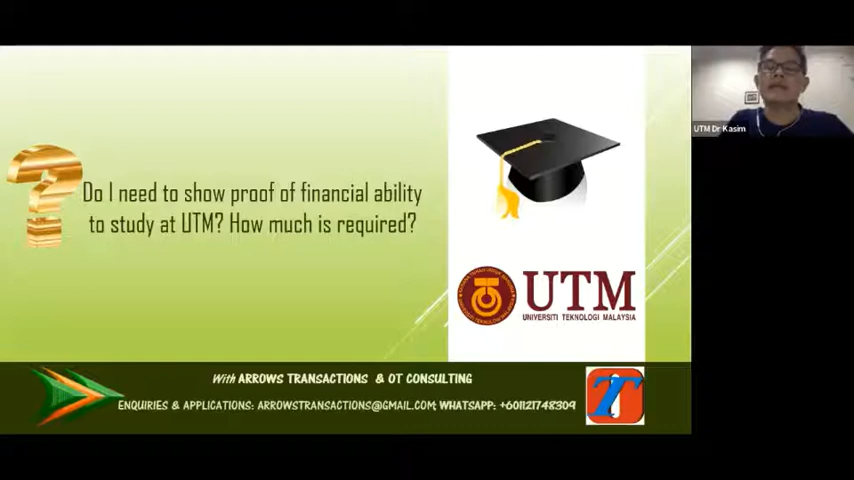 UTM Dr Kasim
Do I need to show proof of financial ability
to study at UTM? How much is required?
UTM
UNIVERSITI TEKNOLOGI MALAYSIA
With ARROWS TRANSACTIONS & OT CONSULTING
ENQUIRIES & APPLICATIONS: ARROWSTRANSACTIONS@GMAIL.COM; WHATSAPP: +601121748309